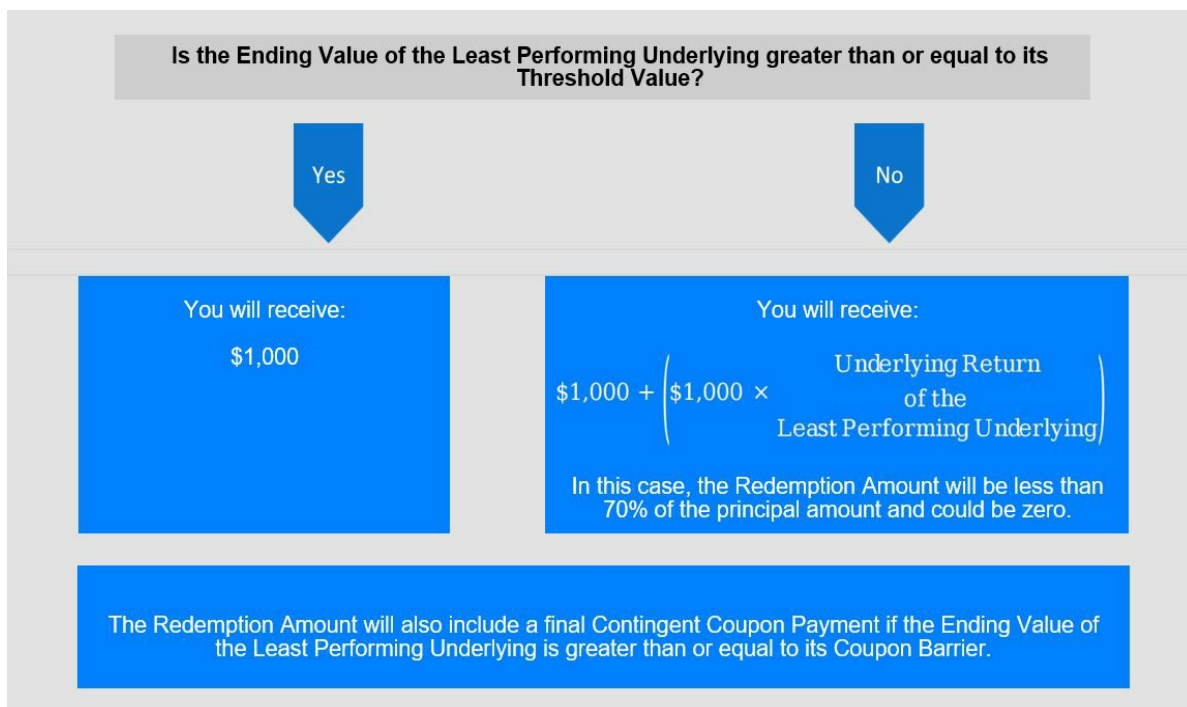 Is the Ending Value of the Least Performing Underlying greater than or equal to its
Threshold Value?
Yes
No
You will receive:
$1,000
You will receive:
$1,000 + ($1,000 × Underlying Return
of the
Least Performing Underlying)
In this case, the Redemption Amount will be less than
70% of the principal amount and could be zero.
The Redemption Amount will also include a final Contingent Coupon Payment if the Ending Value of
the Least Performing Underlying is greater than or equal to its Coupon Barrier.